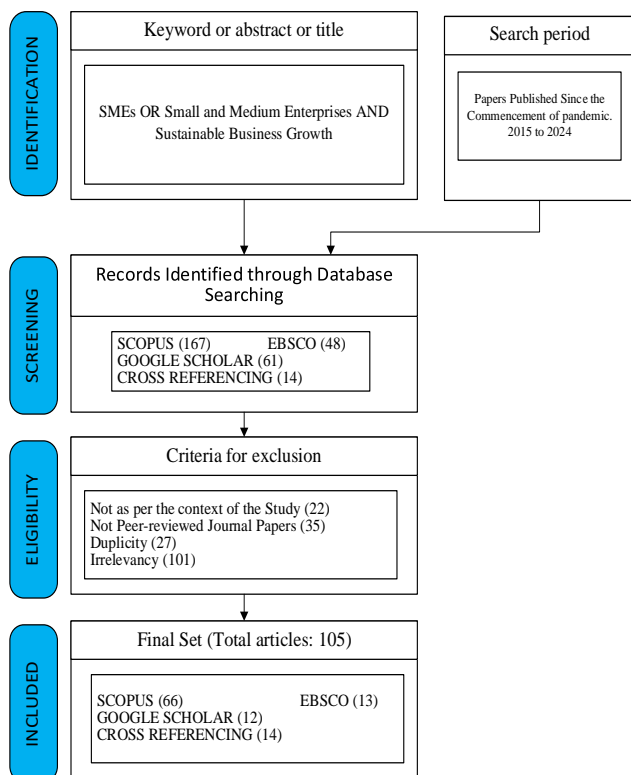 IDENTIFICATION
Keyword or abstract or title
SMEs OR Small and Medium Enterprises AND
Sustainable Business Growth
Search period
Papers Published Since the
Commencement of pandemic.
2015 to 2024
SCREENING
Records Identified through Database
Searching
SCOPUS (167) EBSCO (48)
GOOGLE SCHOLAR (61)
CROSS REFERENCING (14)
ELIGIBILITY
Criteria for exclusion
Not as per the context of the Study (22)
Not Peer-reviewed Journal Papers (35)
Duplicity (27)
Irrelevancy (101)
INCLUDED
Final Set (Total articles: 105)
SCOPUS (66) EBSCO (13)
GOOGLE SCHOLAR (12)
CROSS REFERENCING (14)